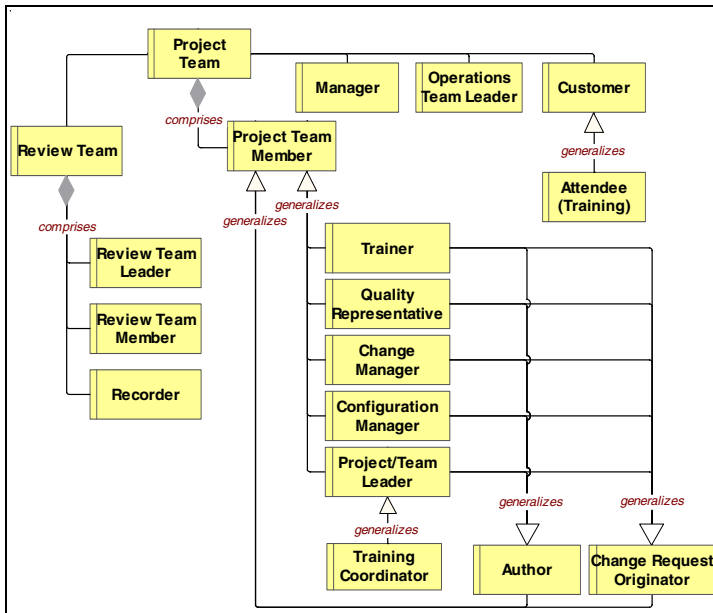 Project
Team
Manager
Operations
Team Leader
Customer
comprises
Review Team
Project Team
Member
generalizes
Attendee
(Training)
comprises
generalizes
generalizes
Review Team
Leader
Trainer
Quality
Representative
Review Team
Member
Change
Manager
Recorder
Configuration
Manager
Project/Team
Leader
generalizes
generalizes
generalizes
Training
Coordinator
Author
Change Request
Originator